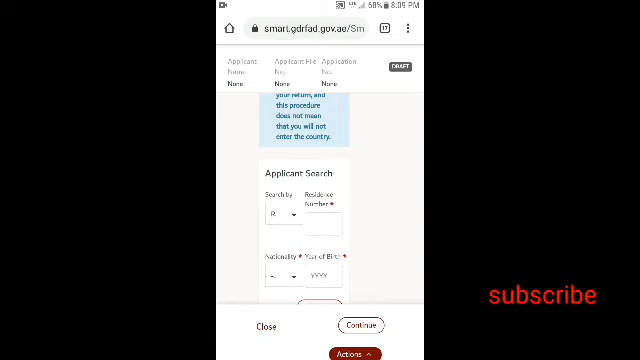 68% 8:09 PM
smart.gdrfad.gov.ae/Sm
17
Applicant Name
Applicant File No.
Application No.
DRAFT
None
None
None
your return, and
this procedure
does not mean
that you will not
enter the country.
Applicant Search
Search by
Residence Number *
R
Nationality *
Year of Birth *
-.
YYYY
subscribe
Close
Continue
Actions